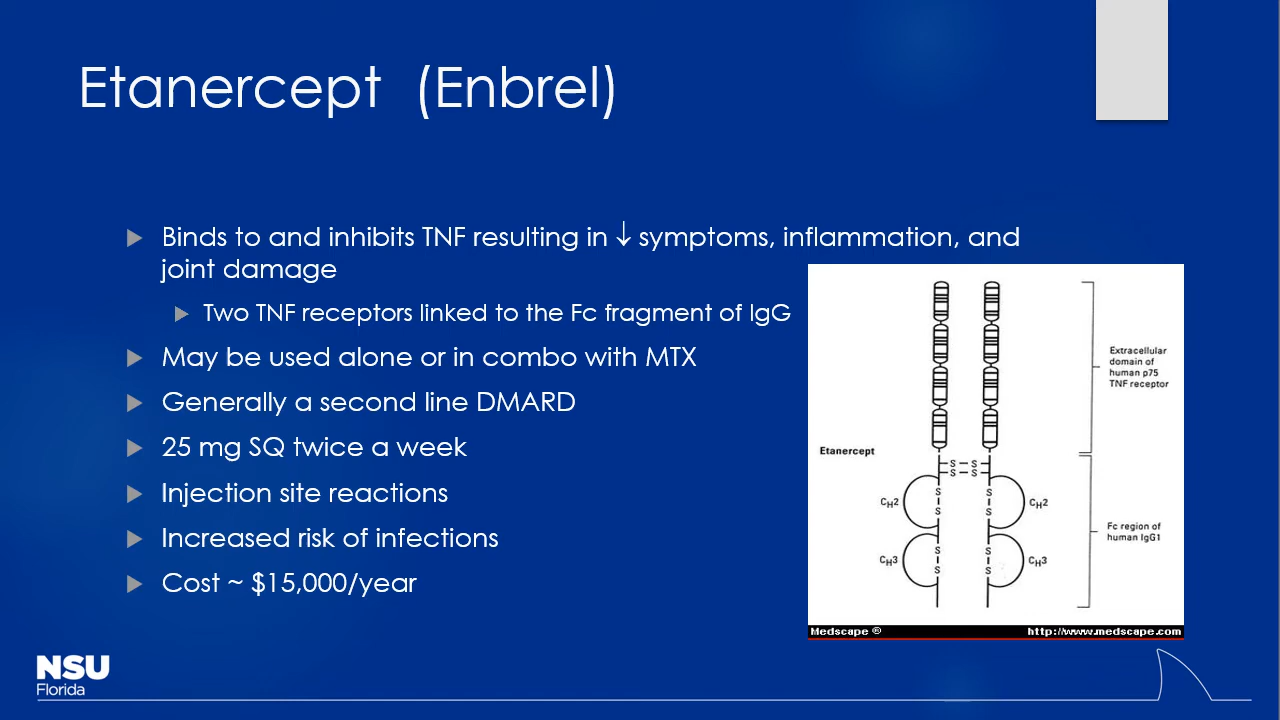 Etanercept (Enbrel)
Binds to and inhibits TNF resulting in ↓ symptoms, inflammation, and
joint damage
Two TNF receptors linked to the Fc fragment of IgG
May be used alone or in combo with MTX
Generally a second line DMARD
25 mg SQ twice a week
Injection site reactions
Increased risk of infections
Cost ~ $15,000/year
Extracellular
domain of
human p75
TNF receptor
Etanercept
S S
S S
S S
CH2 CH2
S S
Fc region of
human IgG1
S S
CH3 CH3
S S
Medscape ® http://www.medscape.com
NSU
Florida